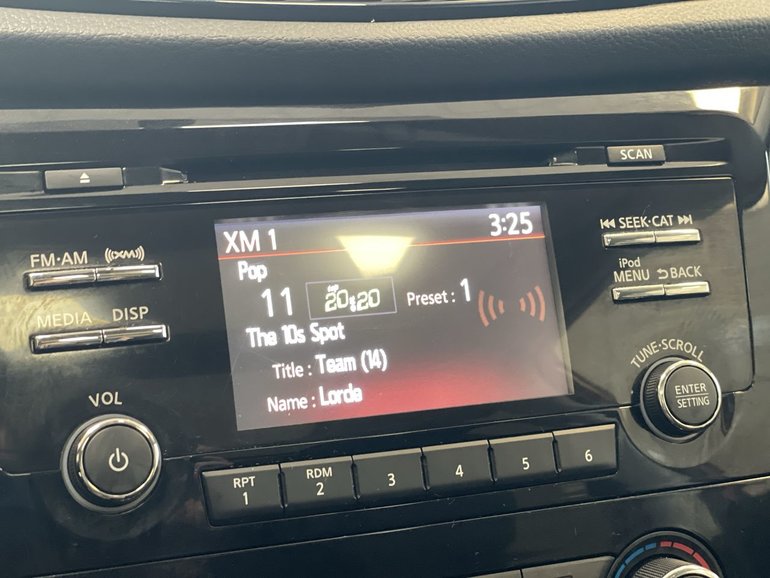 SCAN
FM·AM
XM
MEDIA
DISP
VOL
XM 1
3:25
Pop
11
20 20
Preset : 1
The 10s Spot
Title : Team (14)
Name : Lorde
SEEK·CAT
iPod
MENU
BACK
TUNE·SCROLL
ENTER
SETTING
RPT
1
RDM
2
3
4
5
6